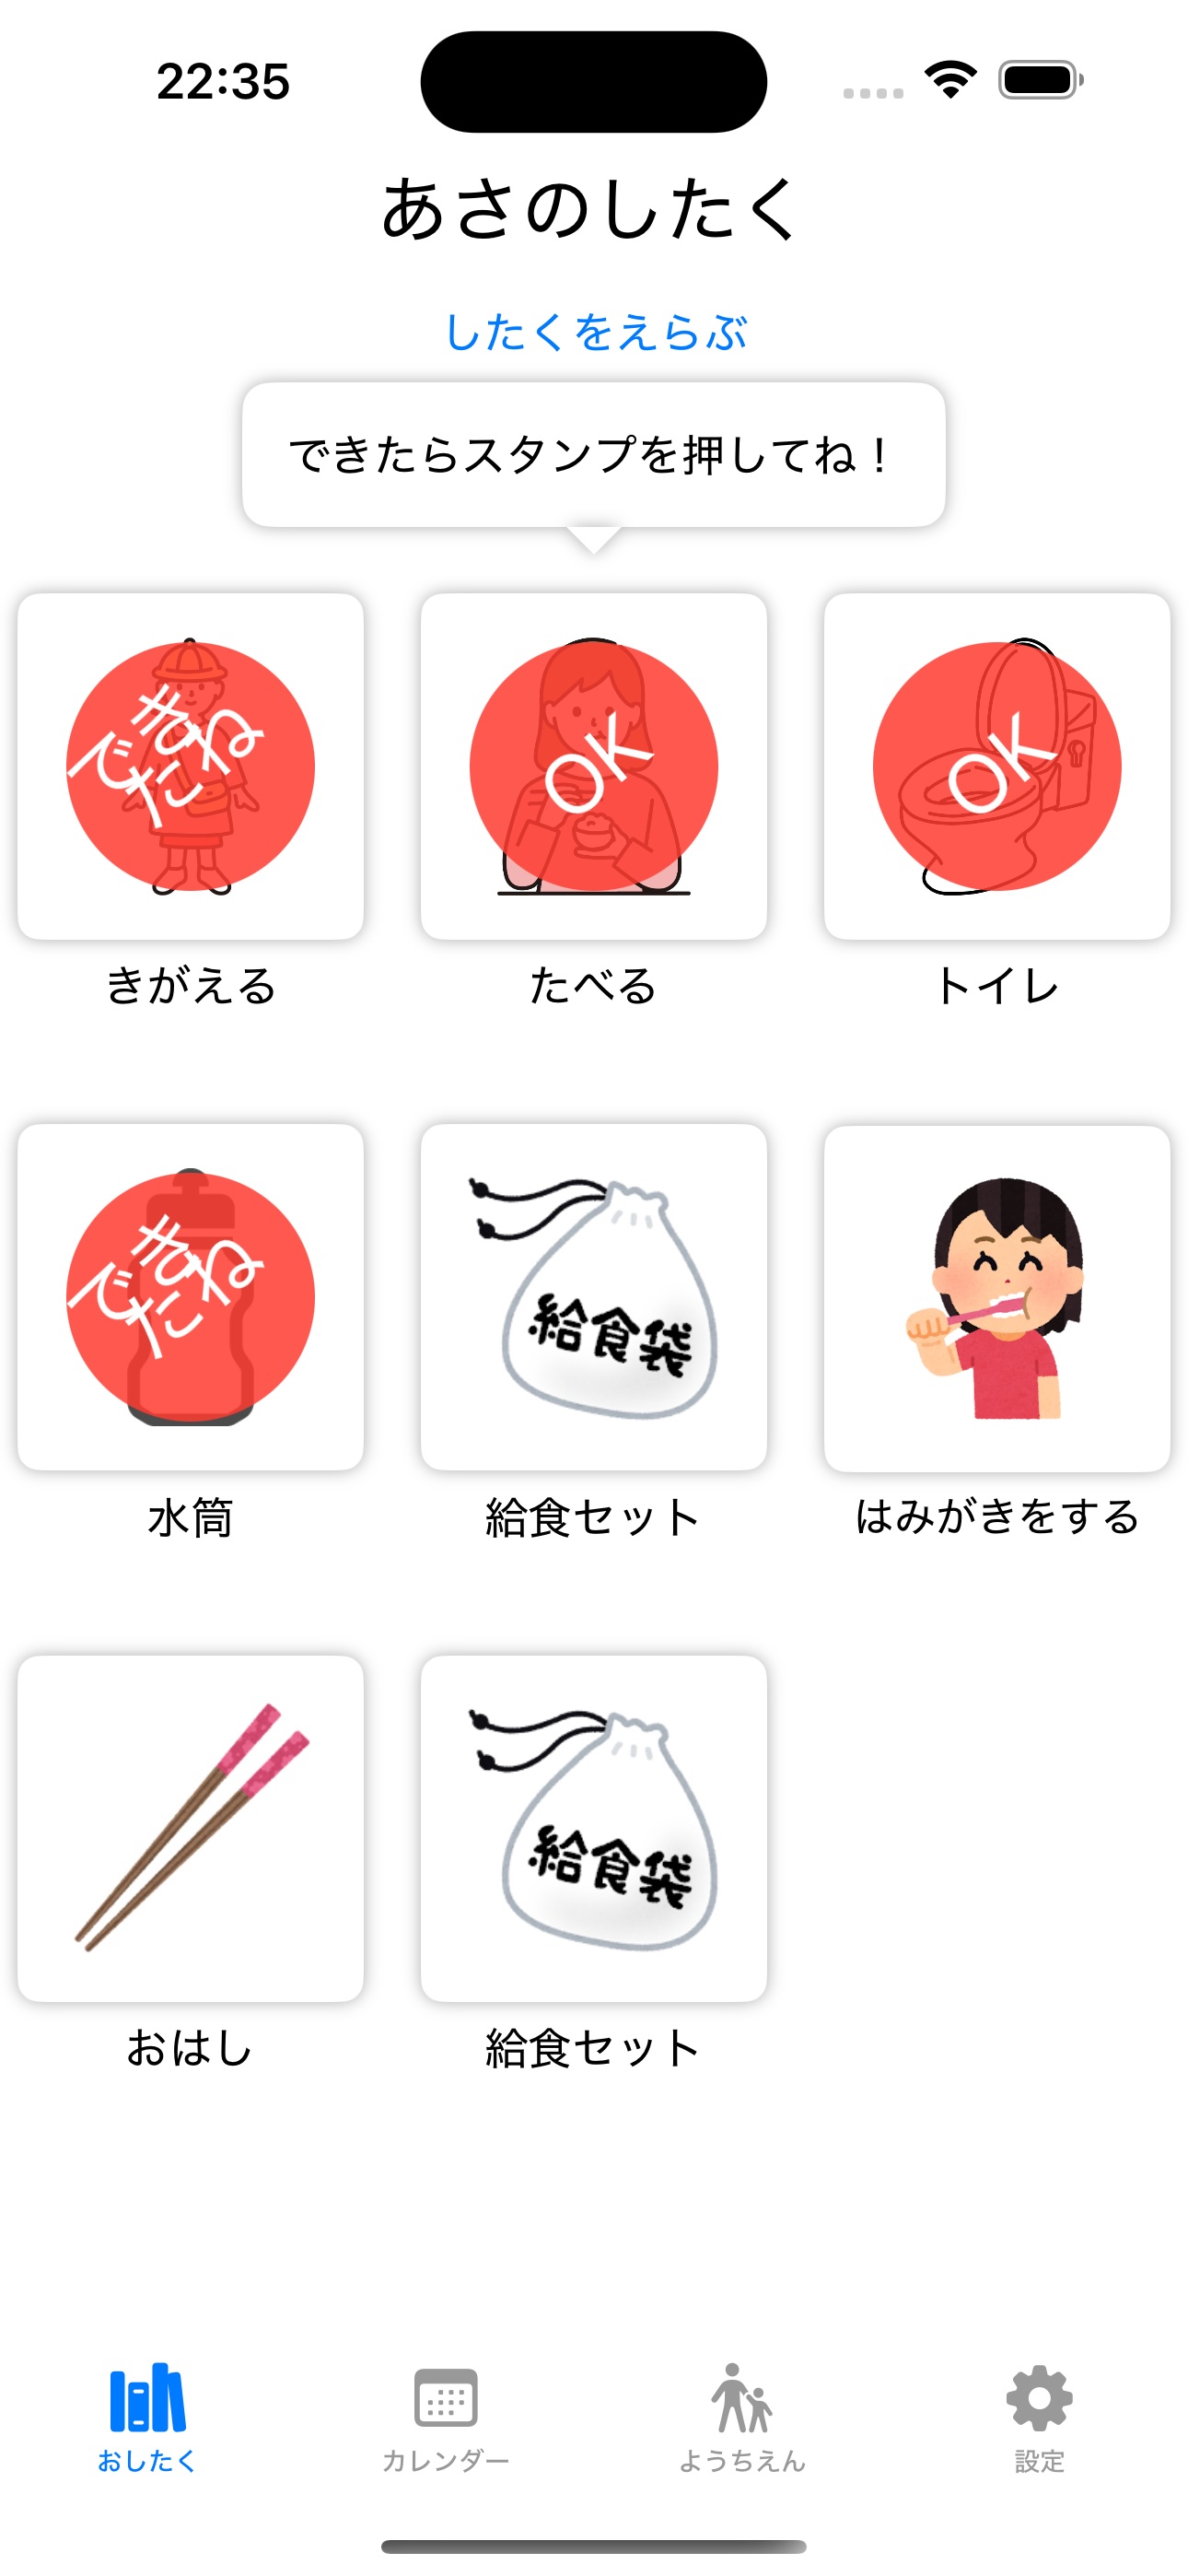 22:35
あさのしたく
したくをえらぶ
できたらスタンプを押してね！
できたね
OK
OK
きがえる
たべる
トイレ
できたね
給食袋
水筒
給食セット
はみがきをする
給食袋
おはし
給食セット
おしたく
カレンダー
ようちえん
設定